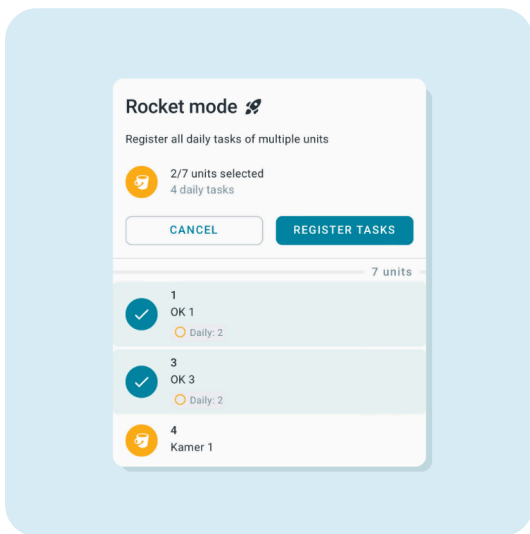 Rocket mode
Register all daily tasks of multiple units
2/7 units selected
4 daily tasks
CANCEL
REGISTER TASKS
7 units
1
OK 1
Daily: 2
3
OK 3
Daily: 2
4
Kamer 1